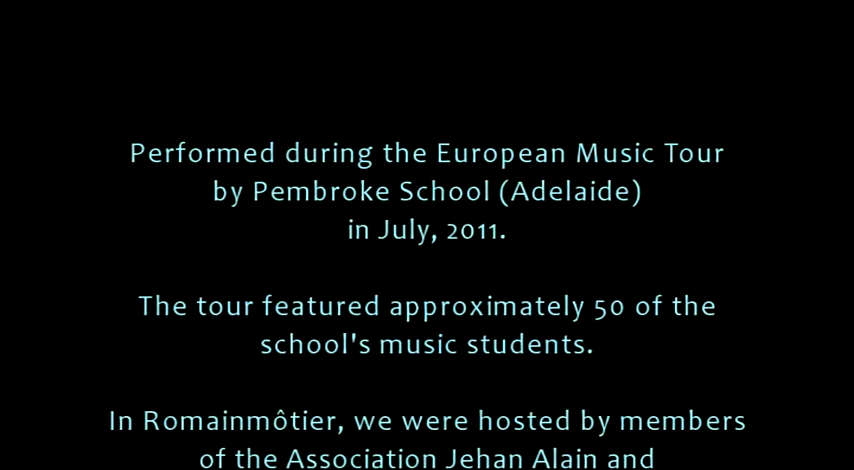 Performed during the European Music Tour
by Pembroke School (Adelaide)
in July, 2011.
The tour featured approximately 50 of the
school's music students.
In Romainmôtier, we were hosted by members
of the Association Jehan Alain and